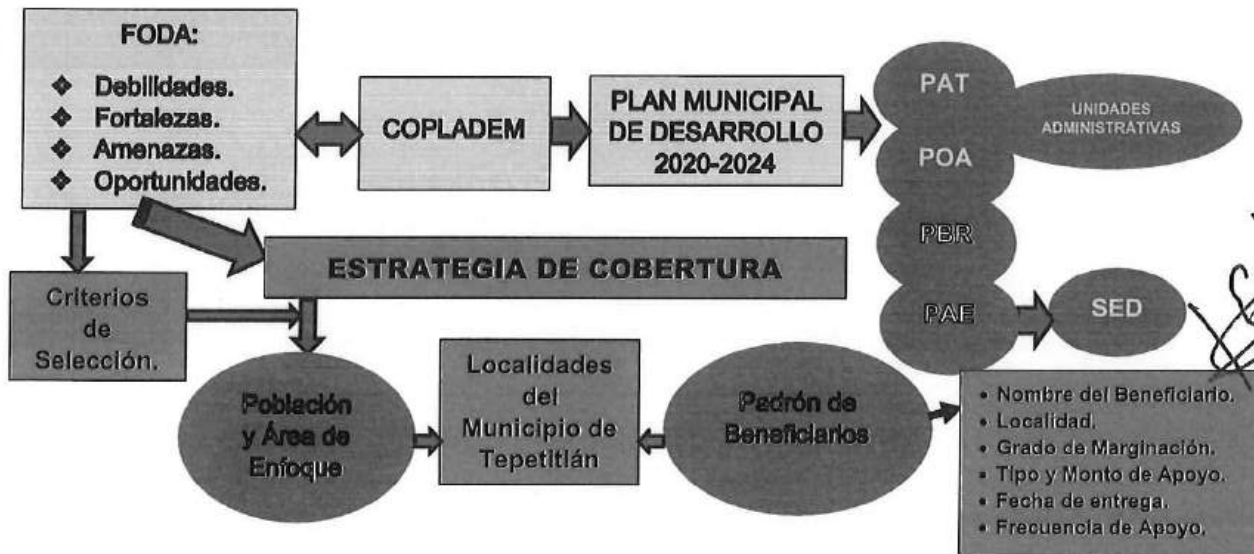 FODA:
❖ Debilidades.
❖ Fortalezas.
❖ Amenazas.
❖ Oportunidades.
COPLADEM
PLAN MUNICIPAL
DE DESARROLLO
2020-2024
PAT
UNIDADES
ADMINISTRATIVAS
POA
PBR
PAE
SED
ESTRATEGIA DE COBERTURA
Criterios
de
Selección.
Población
y Área de
Enfoque
Localidades
del
Municipio de
Tepetitlán
Padrón de
Beneficiarios
• Nombre del Beneficiario.
• Localidad.
• Grado de Marginación.
• Tipo y Monto de Apoyo.
• Fecha de entrega.
• Frecuencia de Apoyo.